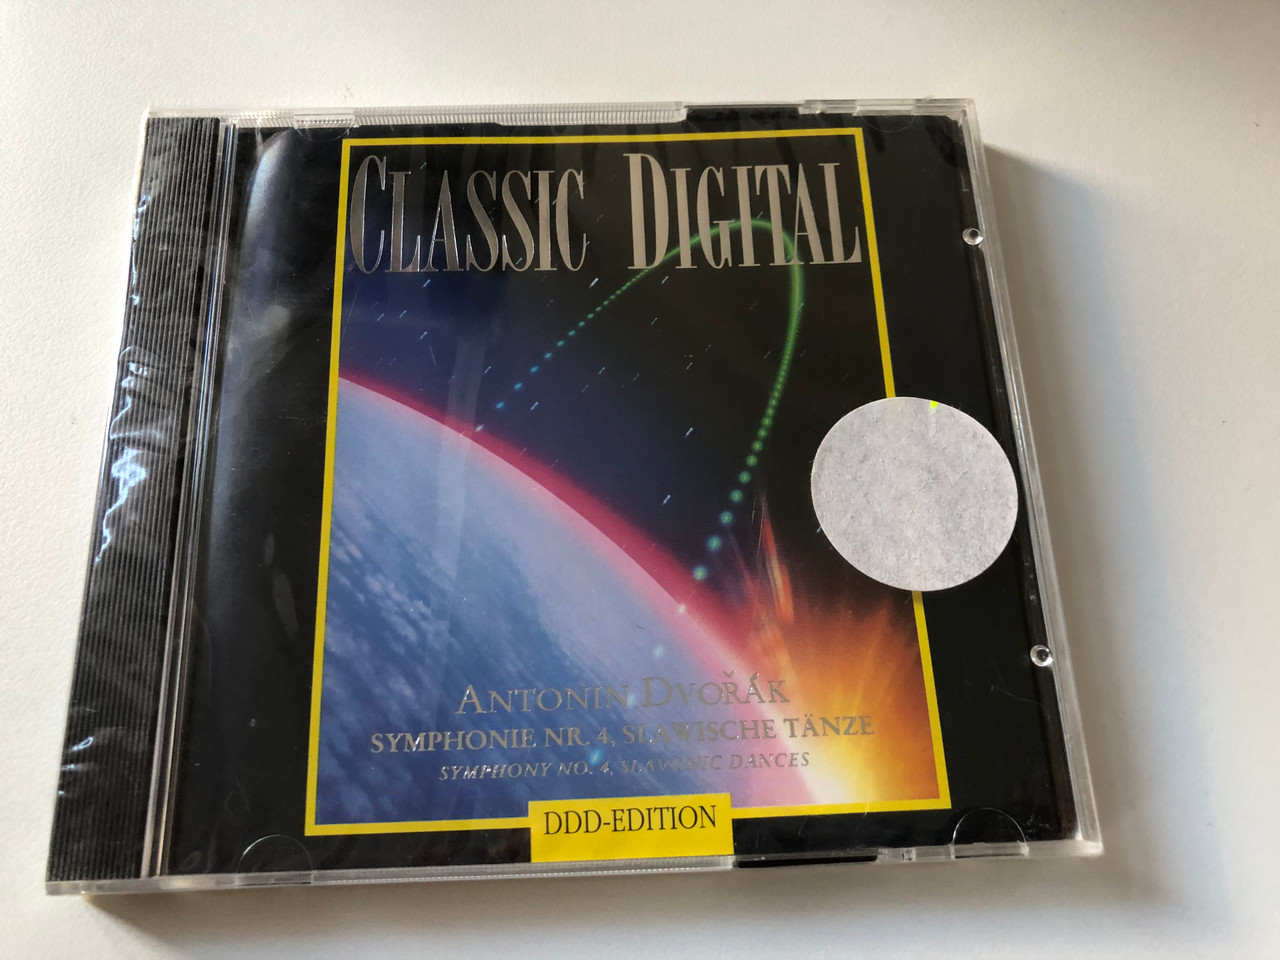 CLASSIC DIGITAL
ANTONIN DVOŘÁK
SYMPHONIE NR. 4, SLAWISCHE TÄNZE
SYMPHONY NO. 4, SLAVONIC DANCES
DDD-EDITION